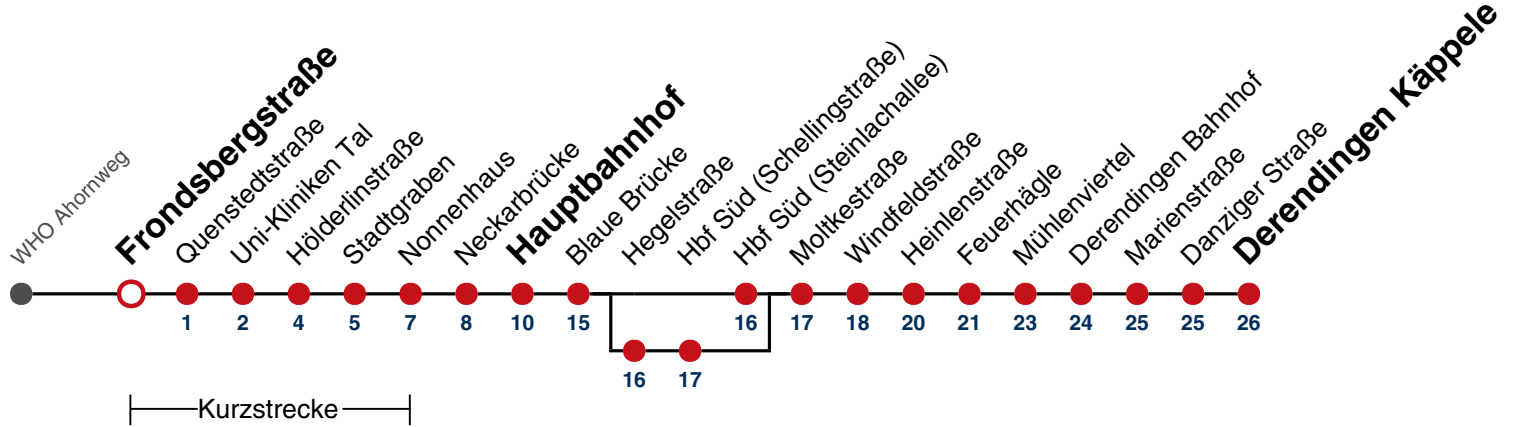 WHO Ahornweg
Frondsbergstraße
Quenstedtstraße
Uni-Kliniken Tal
Hölderlinstraße
Stadtgraben
Nonnenhaus
Neckarbrücke
Hauptbahnhof
Blaue Brücke
Hegelstraße
Hbf Süd (Schellingstraße)
Hbf Süd (Steinlachallee)
Moltkestraße
Windfeldstraße
Heinlenstraße
Feuerhägle
Mühlenviertel
Derendingen Bahnhof
Marienstraße
Danziger Straße
Derendingen Käppele
1 2 4 5 7 8 10 15 16 17 18 20 21 23 24 25 25 26
16 17
Kurzstrecke